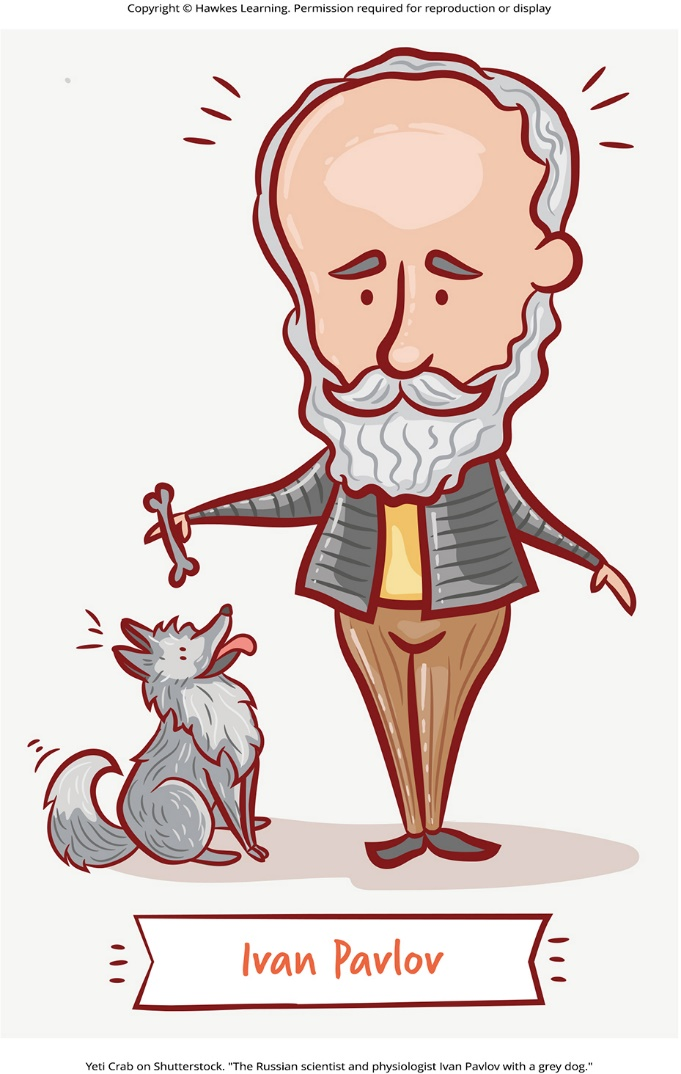 Copyright © Hawkes Learning. Permission required for reproduction or display
Ivan Pavlov
Yeti Crab on Shutterstock. "The Russian scientist and physiologist Ivan Pavlov with a grey dog."